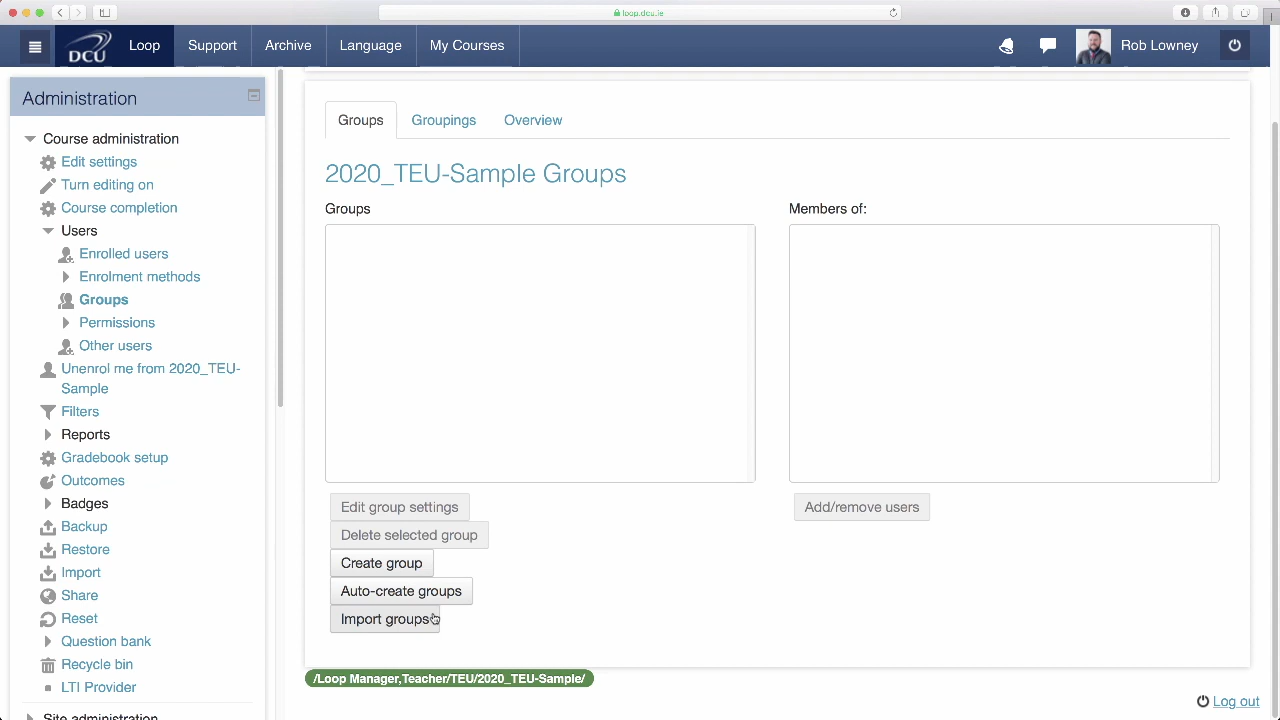 loop.dcu.ie
DCU
Loop
Support
Archive
Language
My Courses
Rob Lowney
Administration
Course administration
Edit settings
Turn editing on
Course completion
Users
Enrolled users
Enrolment methods
Groups
Permissions
Other users
Unenrol me from 2020_TEU-
Sample
Filters
Reports
Gradebook setup
Outcomes
Badges
Backup
Restore
Import
Share
Reset
Question bank
Recycle bin
LTI Provider
Site administration
Groups
Groupings
Overview
2020_TEU-Sample Groups
Groups
Members of:
Edit group settings
Delete selected group
Create group
Auto-create groups
Import groups
Add/remove users
/Loop Manager,Teacher/TEU/2020_TEU-Sample/
Log out